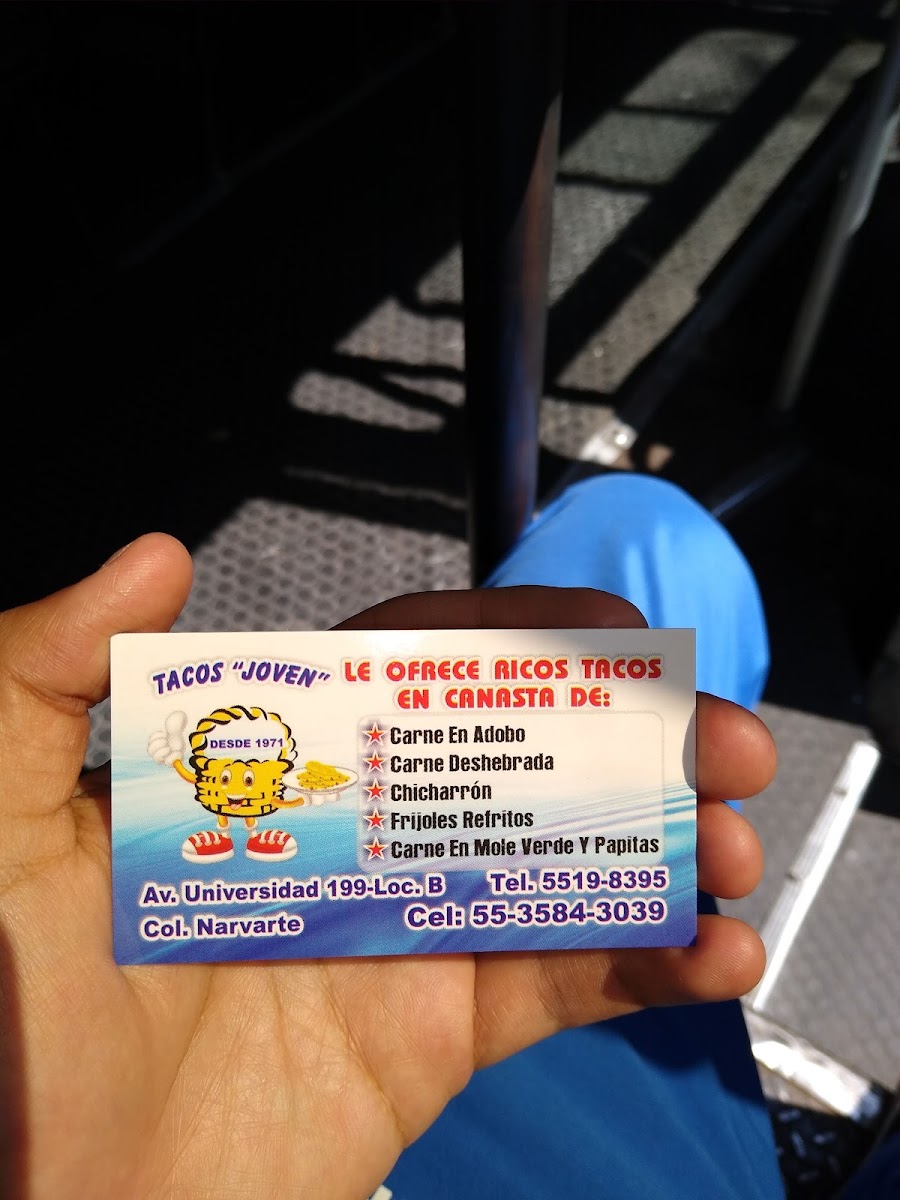 TACOS "JOVEN" LE OFRECE RICOS TACOS
EN CANASTA DE:
DESDE 1971
Carne En Adobo
Carne Deshebrada
Chicharrón
Frijoles Refritos
Carne En Mole Verde Y Papitas
Av. Universidad 199-Loc. B Tel. 5519-8395
Col. Narvarte Cel: 55-3584-3039